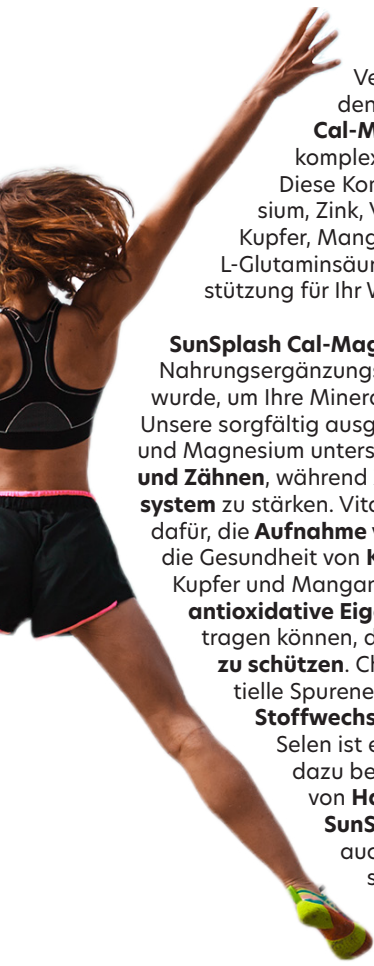 Ve
den
Cal-M
komplex
Diese Kor
sium, Zink, V
Kupfer, Mang
L-Glutaminsäur
stützung für Ihr W
SunSplash Cal-Mag
Nahrungsergänzungs
wurde, um Ihre Minera
Unsere sorgfältig ausg
und Magnesium unters
und Zähnen, während
system zu stärken. Vita
dafür, die Aufnahme v
die Gesundheit von K
Kupfer und Mangan
antioxidative Eige
tragen können, d
zu schützen. Ch
tielle Spurene
Stoffwechs
Selen ist e
dazu be
von Ha
SunS
auc
s